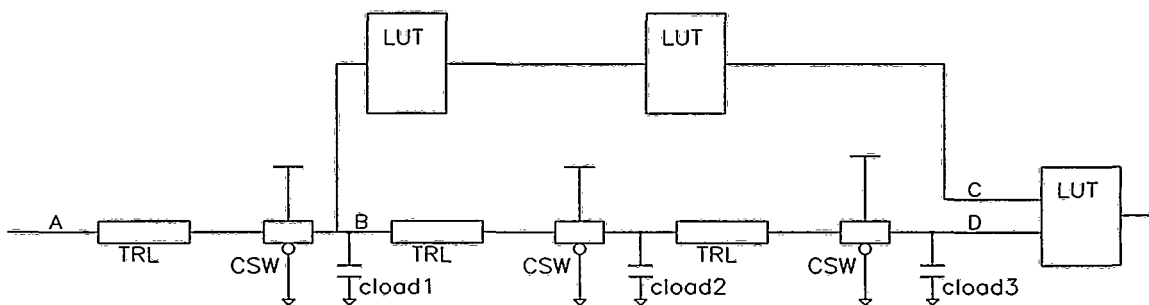 LUT
LUT
LUT
C
A
B
D
TRL
CSW
cload1
TRL
CSW
cload2
TRL
CSW
cload3